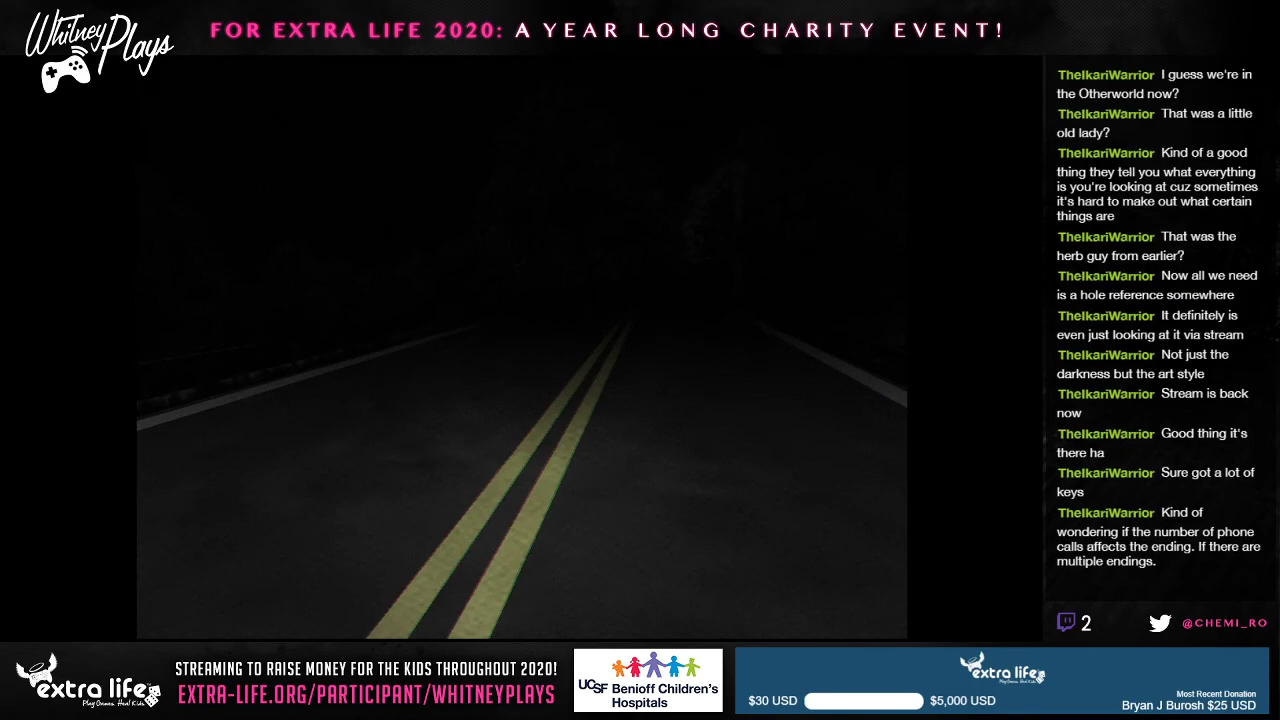 Whitney Plays
FOR EXTRA LIFE 2020: A YEAR LONG CHARITY EVENT!
TheIkariWarrior I guess we're in
the Otherworld now?
TheIkariWarrior That was a little
old lady?
TheIkariWarrior Kind of a good
thing they tell you what everything
is you're looking at cuz sometimes
it's hard to make out what certain
things are
TheIkariWarrior That was the
herb guy from earlier?
TheIkariWarrior Now all we need
is a hole reference somewhere
TheIkariWarrior It definitely is
even just looking at it via stream
TheIkariWarrior Not just the
darkness but the art style
TheIkariWarrior Stream is back
now
TheIkariWarrior Good thing it's
there ha
TheIkariWarrior Sure got a lot of
keys
TheIkariWarrior Kind of
wondering if the number of phone
calls affects the ending. If there are
multiple endings.
2
@CHEMI_RO
extra life
Play Games. Heal Kids.
STREAMING TO RAISE MONEY FOR THE KIDS THROUGHOUT 2020!
EXTRA-LIFE.ORG/PARTICIPANT/WHITNEYPLAYS
UCSF Benioff Children's
Hospitals
extra life
Play Games. Heal Kids.
$30 USD
$5,000 USD
Most Recent Donation
Bryan J Burosh $25 USD